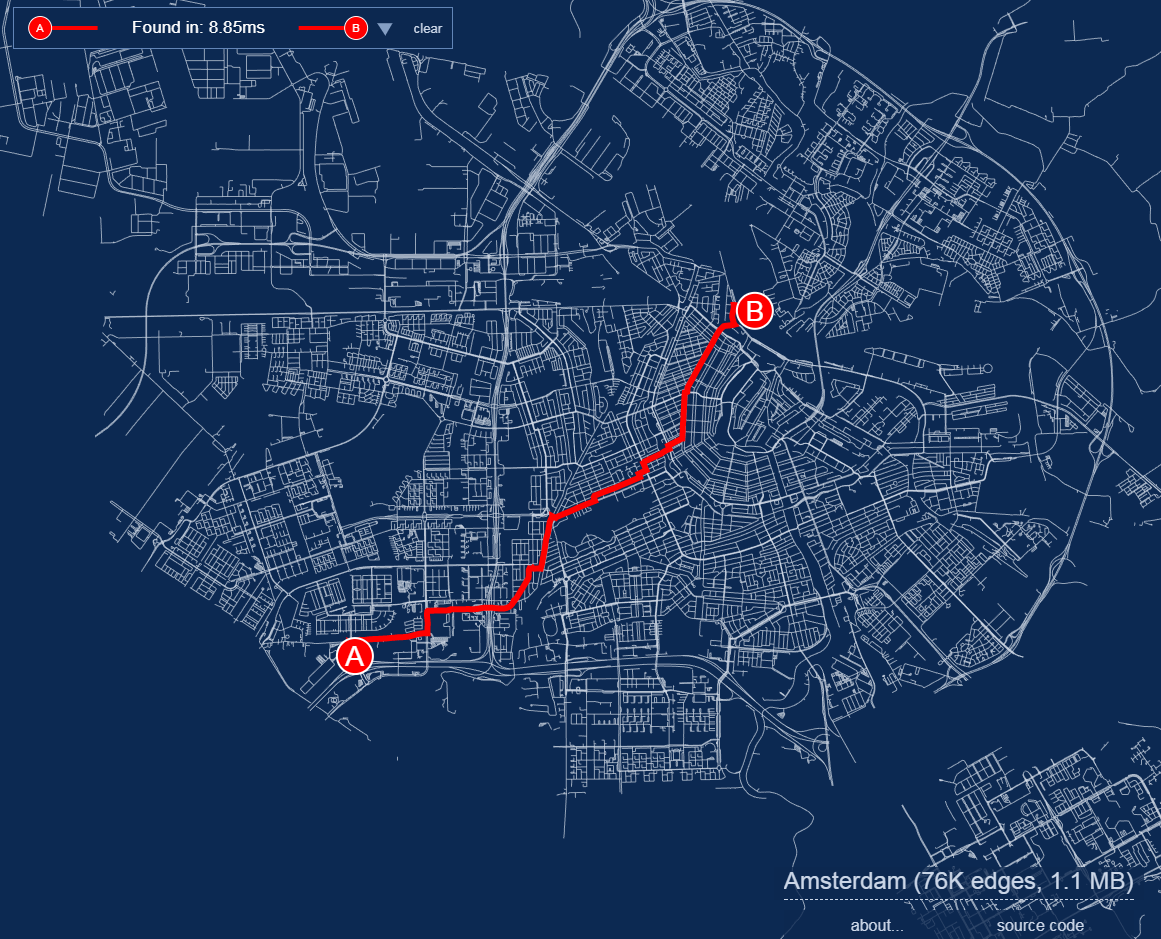 A Found in: 8.85ms B clear
B
A
Amsterdam (76K edges, 1.1 MB)
about... source code